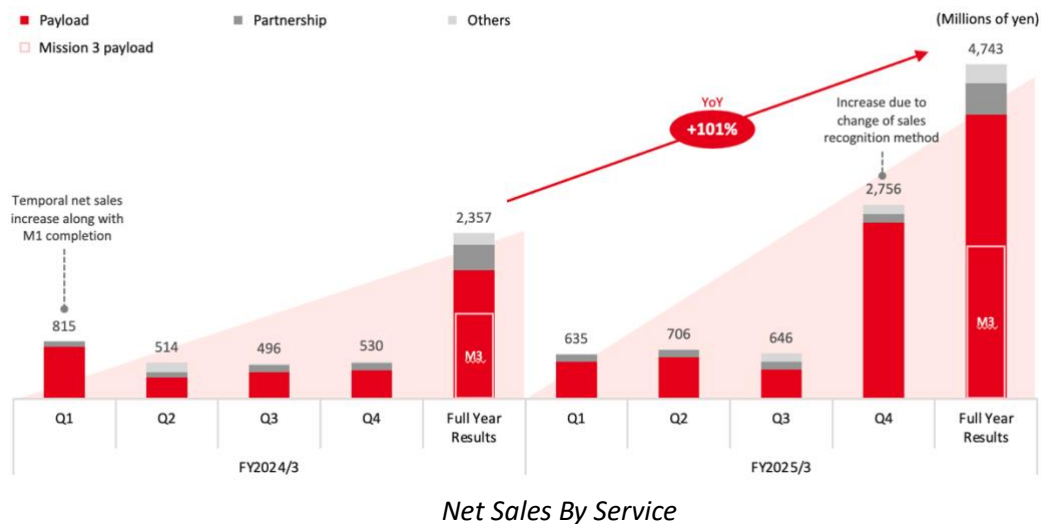 Payload
Partnership
Others
(Millions of yen)
Mission 3 payload
4,743
YoY
+101%
Increase due to
change of sales
recognition method
Temporal net sales
increase along with
M1 completion
2,357
2,756
815
514
496
530
635
706
646
M3
M3
Q1
Q2
Q3
Q4
Full Year
Results
Q1
Q2
Q3
Q4
Full Year
Results
FY2024/3
FY2025/3
Net Sales By Service